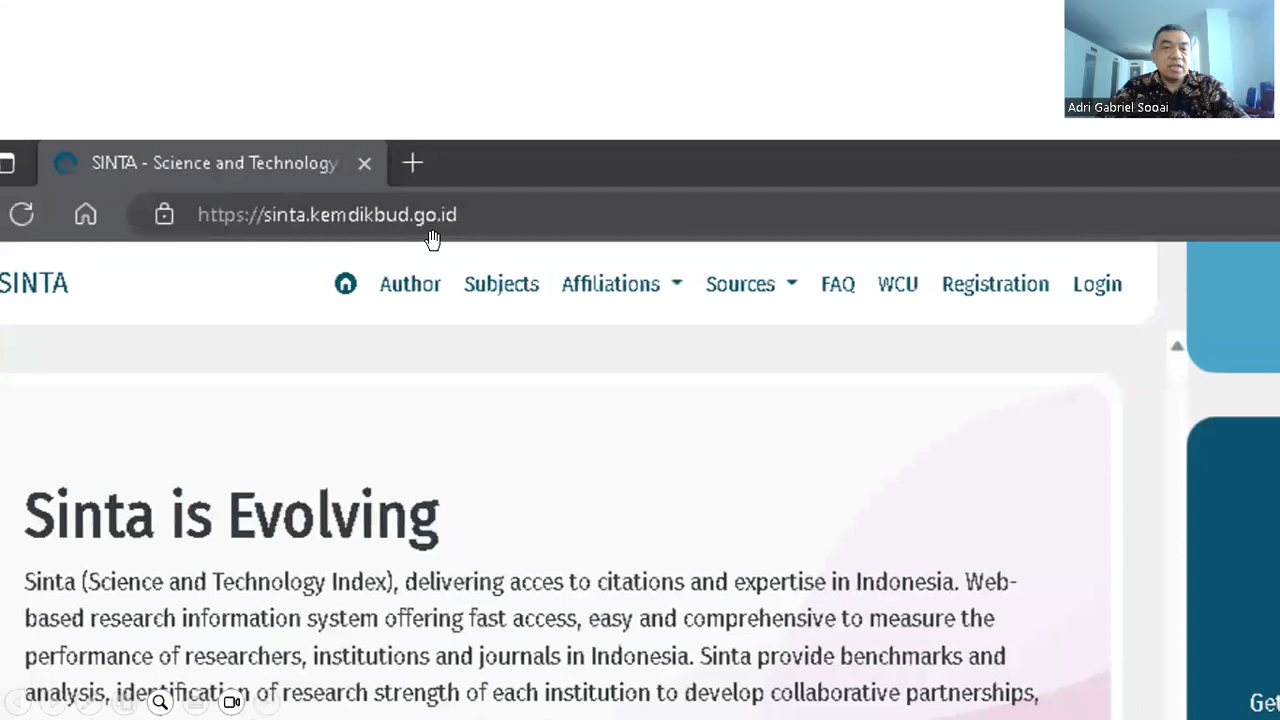 Adri Gabriel Sooai
SINTA - Science and Technology
https://sinta.kemdikbud.go.id
SINTA
Author Subjects Affiliations Sources FAQ WCU Registration Login
Sinta is Evolving
Sinta (Science and Technology Index), delivering acces to citations and expertise in Indonesia. Web-
based research information system offering fast access, easy and comprehensive to measure the
performance of researchers, institutions and journals in Indonesia. Sinta provide benchmarks and
analysis, identification of research strength of each institution to develop collaborative partnerships,
Get